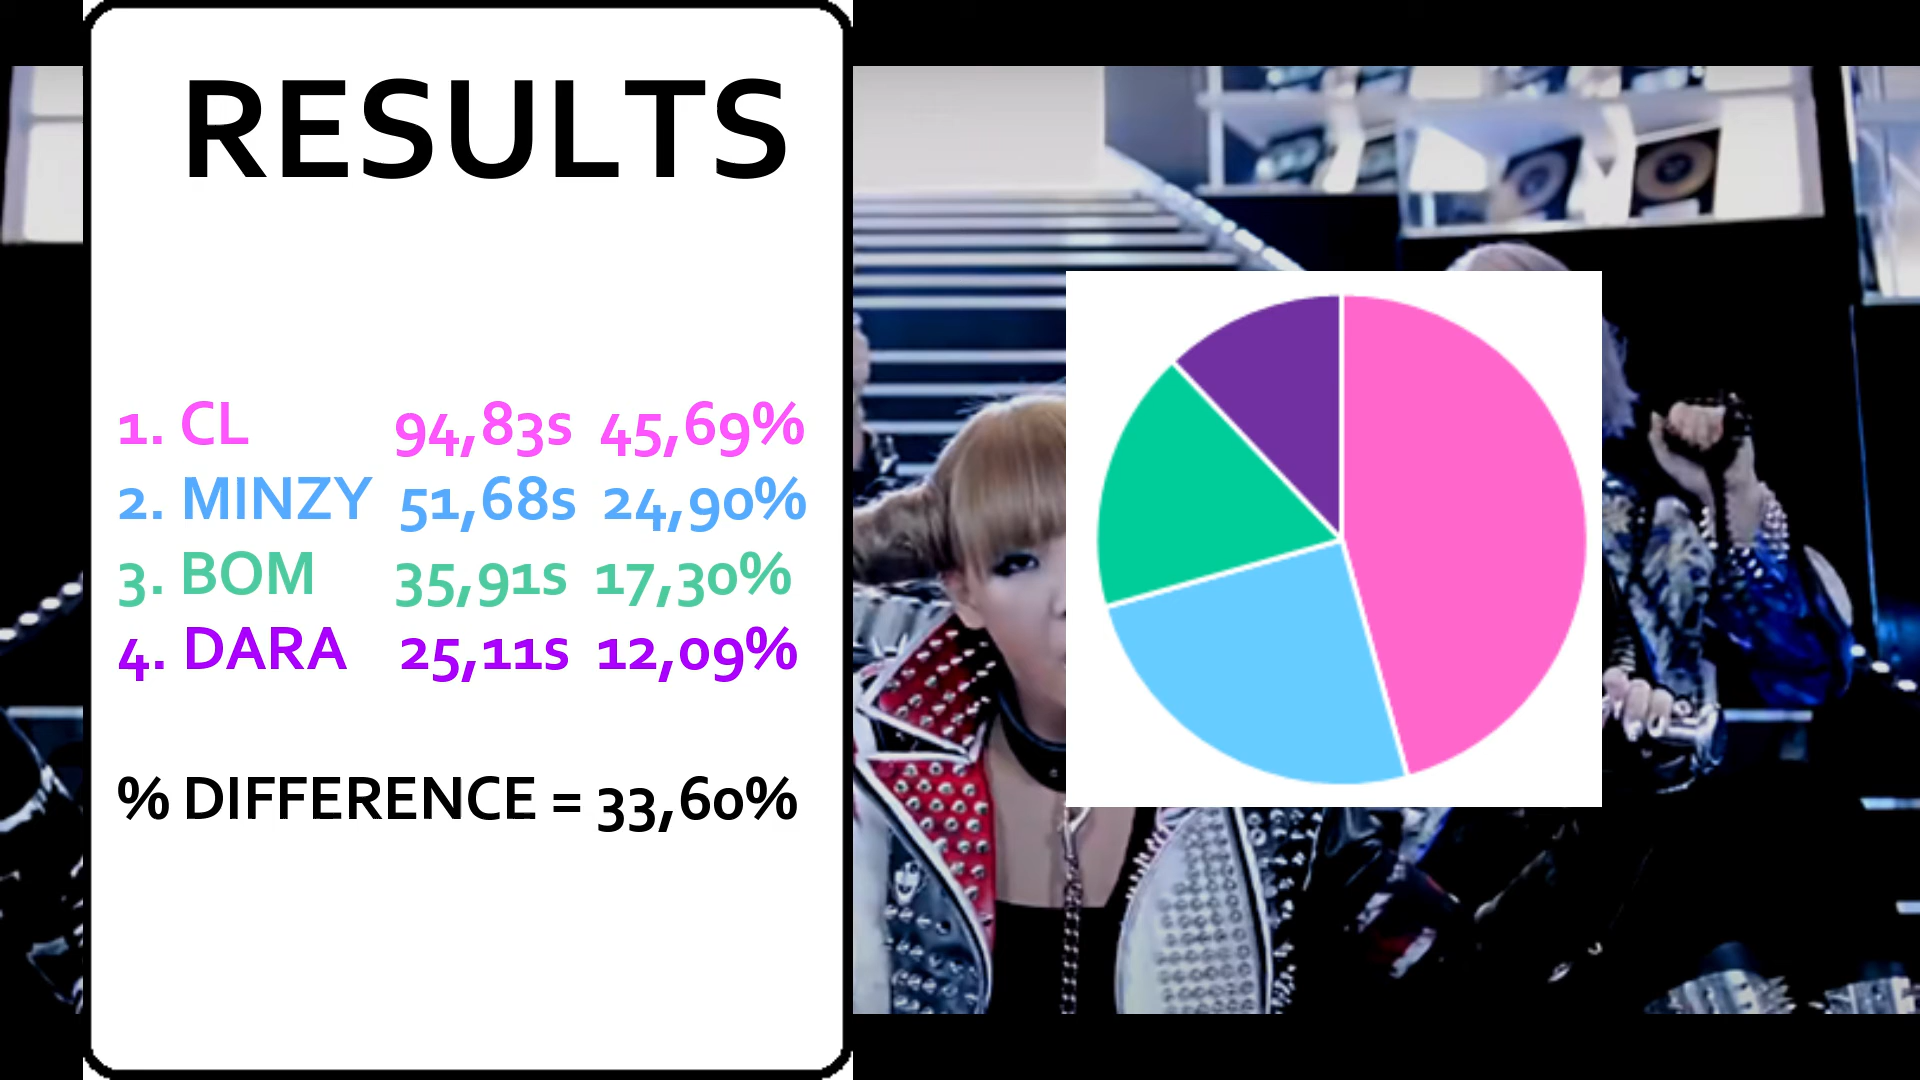 RESULTS
1. CL 94,83s 45,69%
2. MINZY 51,68s 24,90%
3. BOM 35,91s 17,30%
4. DARA 25,11s 12,09%
% DIFFERENCE = 33,60%